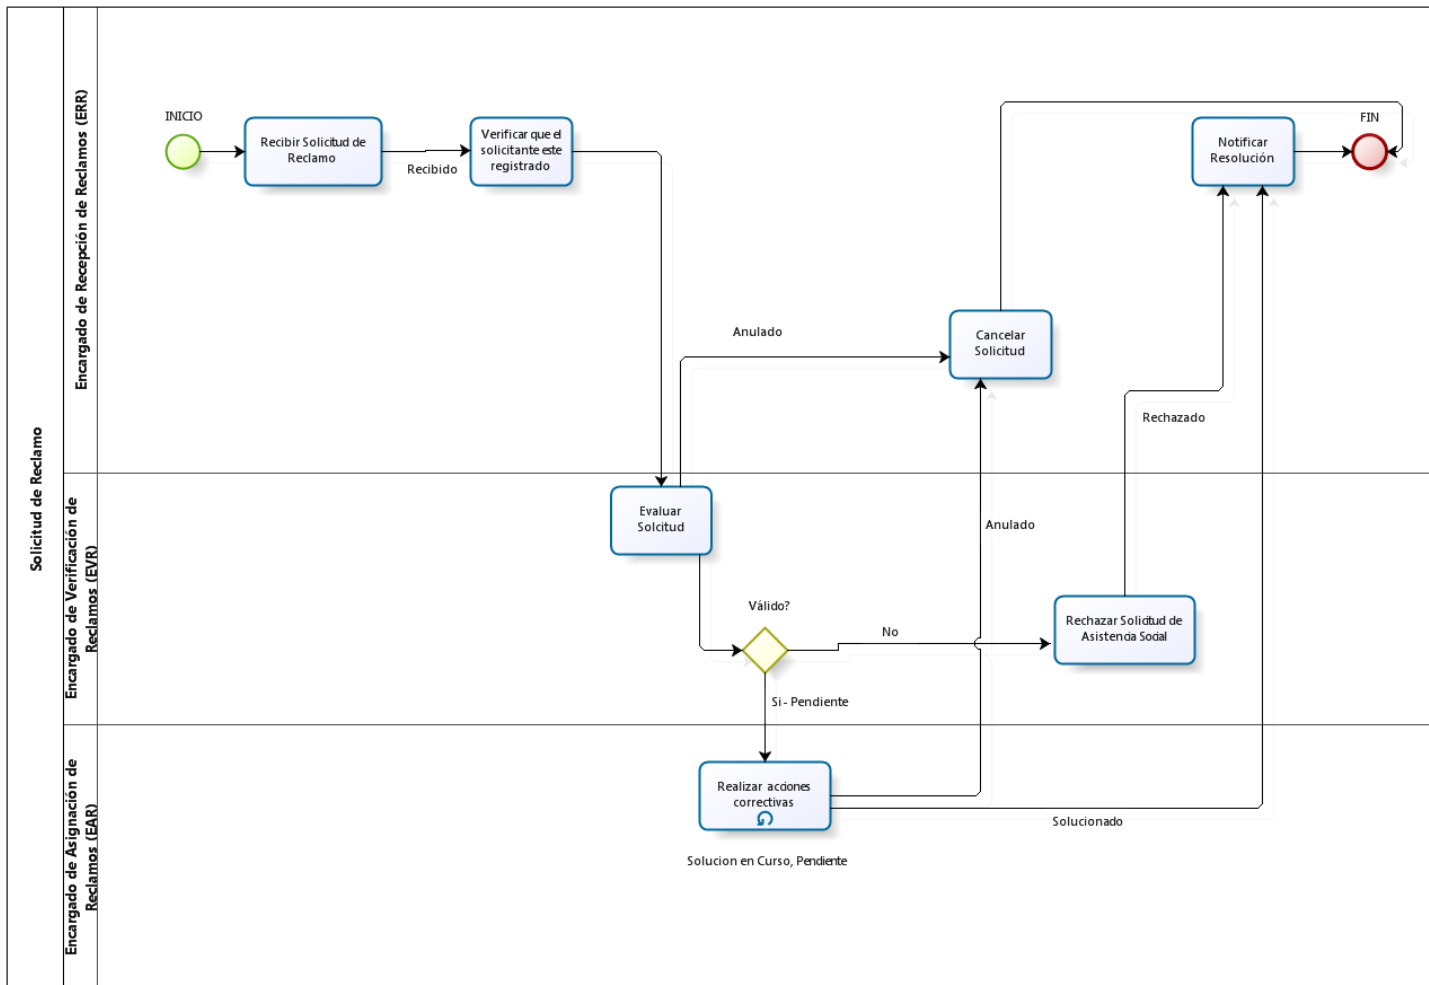 Solicitud de Reclamo
Encargado de Recepción de Reclamos (ERR)
INICIO
Recibir Solicitud de
Reclamo
Recibido
Verificar que el
solicitante este
registrado
Notificar
Resolución
FIN
Anulado
Cancelar
Solicitud
Rechazado
Encargado de Verificación de
Reclamos (EVR)
Evaluar
Solcitud
Anulado
Válido?
No
Rechazar Solicitud de
Asistencia Social
Si - Pendiente
Encargado de Asignación de
Reclamos (EAR)
Realizar acciones
correctivas
Solucionado
Solucion en Curso, Pendiente